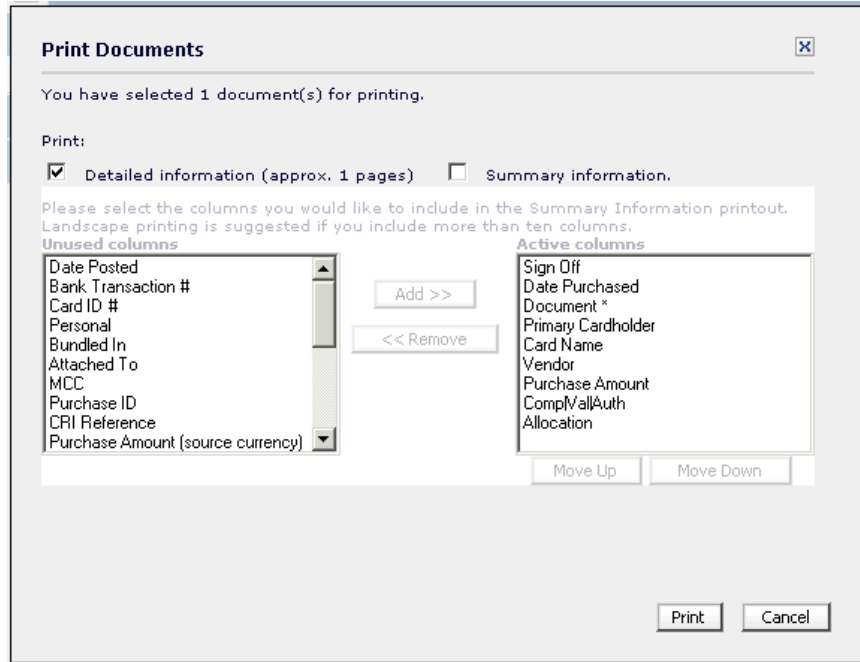 Print Documents
You have selected 1 document(s) for printing.
Print:
Detailed information (approx. 1 pages) Summary information.
Please select the columns you would like to include in the Summary Information printout.
Landscape printing is suggested if you include more than ten columns.
Unused columns
Date Posted
Bank Transaction #
Card ID #
Personal
Bundled In
Attached To
MCC
Purchase ID
CRI Reference
Purchase Amount (source currency)
Add >>
<< Remove
Active columns
Sign Off
Date Purchased
Document *
Primary Cardholder
Card Name
Vendor
Purchase Amount
Comp|Val|Auth
Allocation
Move Up Move Down
Print Cancel